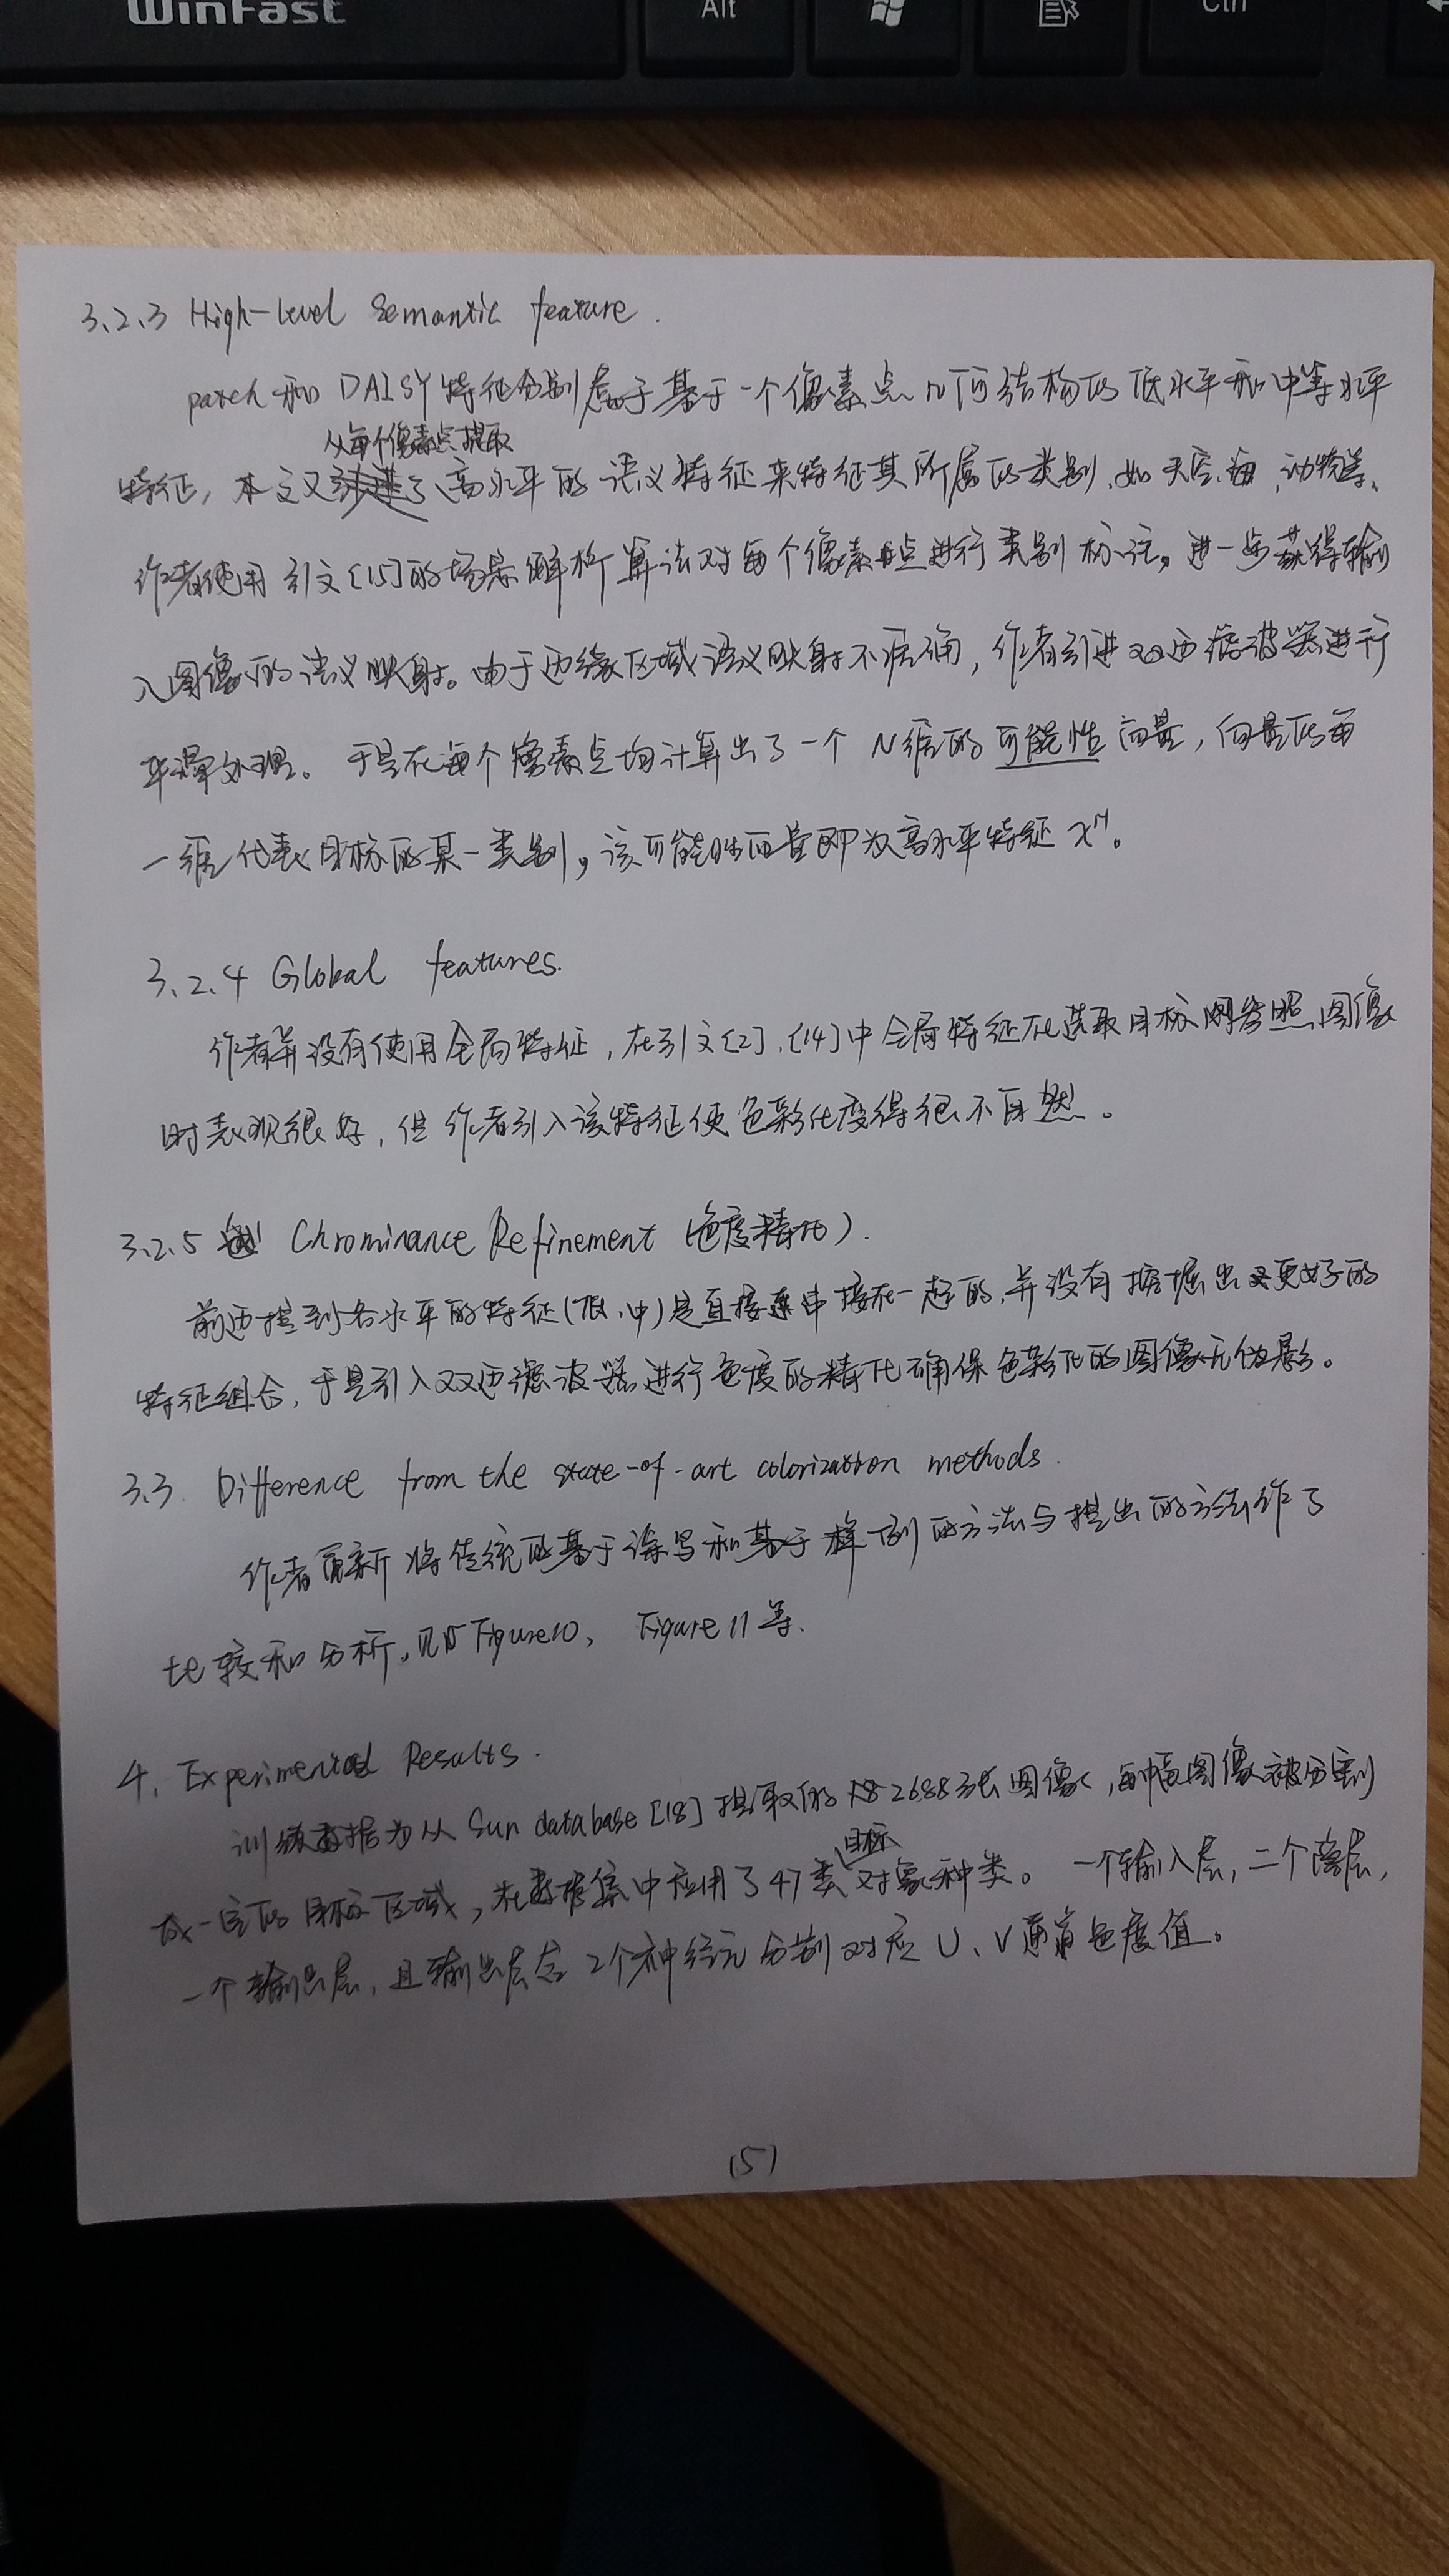 WinFast
Alt
Ctrl
3.2.3 High-level Semantic feature.
patch和DAISY特征分别属于基于一个像素点几何结构的低水平和中等水平
从每个像素点提取
特征,本文又了高水平的语义特征来特征其所属的类别,如天空、海、动物等、
作者使用引文[15]的场景解析算法对每个像素点进行类别标注,进一步获得输
入图像的语义映射。由于边缘区域语义映射不准确,作者引进双边滤波器进行
平滑处理。于是在每个像素点均计算出了一个N维的可能性向量,向量的每
一维代表目标的某一类别,该可能性向量即为高水平特征 xᴴ。
3.2.4 Global features.
作者并没有使用全局特征,在引文[2]、[14]中全局特征在选取目标参照图像
时表现很好,但作者引入该特征使色彩化变得很不自然。
3.2.5 Chrominance Refinement (色度精化).
前面提到各水平的特征(低、中)是直接连串接在一起的,并没有挖掘出更好的
特征组合,于是引入双边滤波器进行色度的精化确保色彩化的图像无伪影。
3.3. Difference from the state-of-art colorization methods.
作者重新将传统的基于涂写和基于样例的方法与提出的方法作了
比较和分析,见Figure10、Figure 11等.
4. Experimental Results.
训练数据为从Sun database [18]提取的2688张图像,每幅图像被分割
目标
成一定的目标区域,在数据集中应用了47类对象种类。一个输入层,二个隐层,
一个输出层,且输出层含2个神经元分别对应U、V通道色度值。
(5)